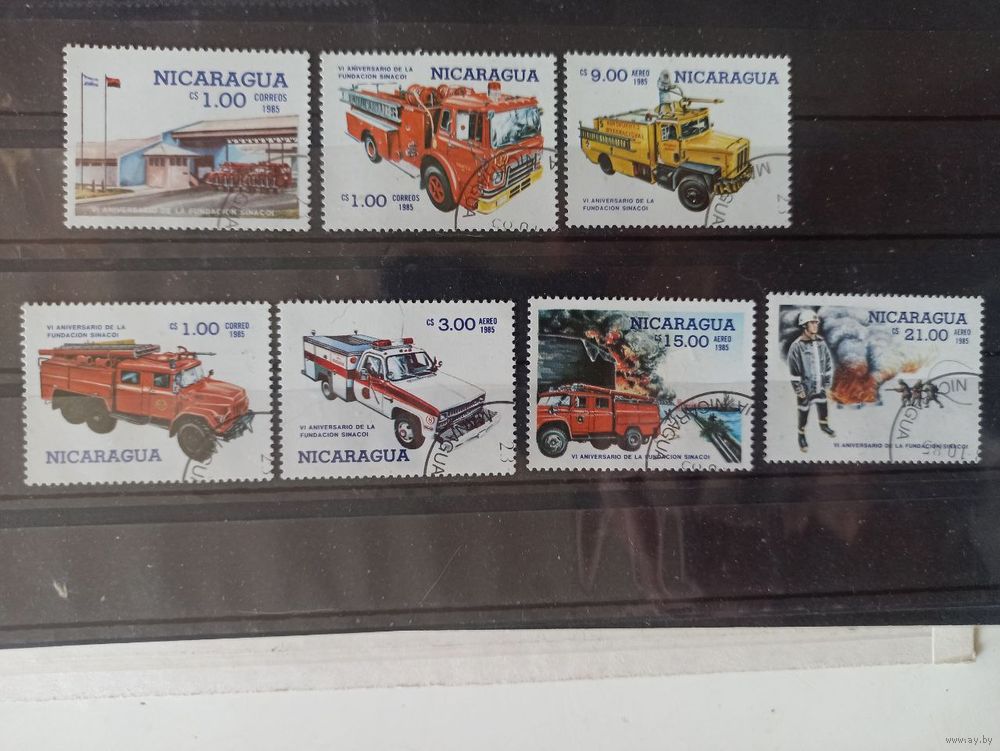 NICARAGUA
C$ 1.00 CORREOS
1985
VI ANIVERSARIO DE LA FUNDACION SINACOI
VI ANIVERSARIO DE LA
FUNDACION SINACOI
NICARAGUA
C$ 1.00 CORREOS
1985
C$ 9.00 AEREO
1985
NICARAGUA
VI ANIVERSARIO DE LA
FUNDACION SINACOI
VI ANIVERSARIO DE LA
FUNDACION SINACOI
C$ 1.00 CORREO
1985
NICARAGUA
C$ 3.00 AEREO
1985
VI ANIVERSARIO DE LA
FUNDACION SINACOI
NICARAGUA
NICARAGUA
C$ 15.00 AEREO
1985
VI ANIVERSARIO DE LA FUNDACION SINACOI
NICARAGUA
C$ 21.00 AEREO
1985
VI ANIVERSARIO DE LA FUNDACION SINACOI
www.ay.by